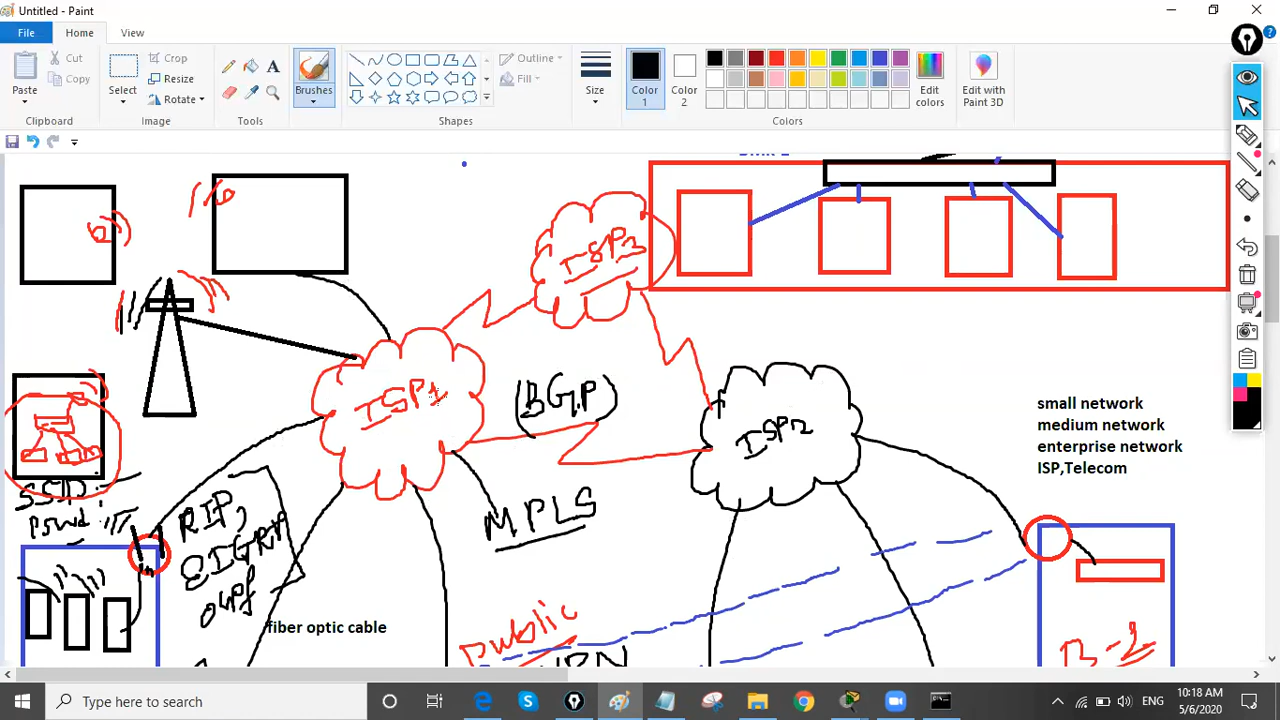 Untitled - Paint
File
Home
View
Paste
Cut
Copy
Clipboard
Select
Crop
Resize
Rotate
Image
Tools
Brushes
Shapes
Outline
Fill
Size
Color 1
Color 2
Colors
Edit colors
Edit with Paint 3D
ISP3
ISP1
(BGP)
ISP2
small network
medium network
enterprise network
ISP,Telecom
SSID
MPLS
RIP,
EIGRP
ospf
fiber optic cable
public
VPN
B-2
Type here to search
ENG
10:18 AM
5/6/2020